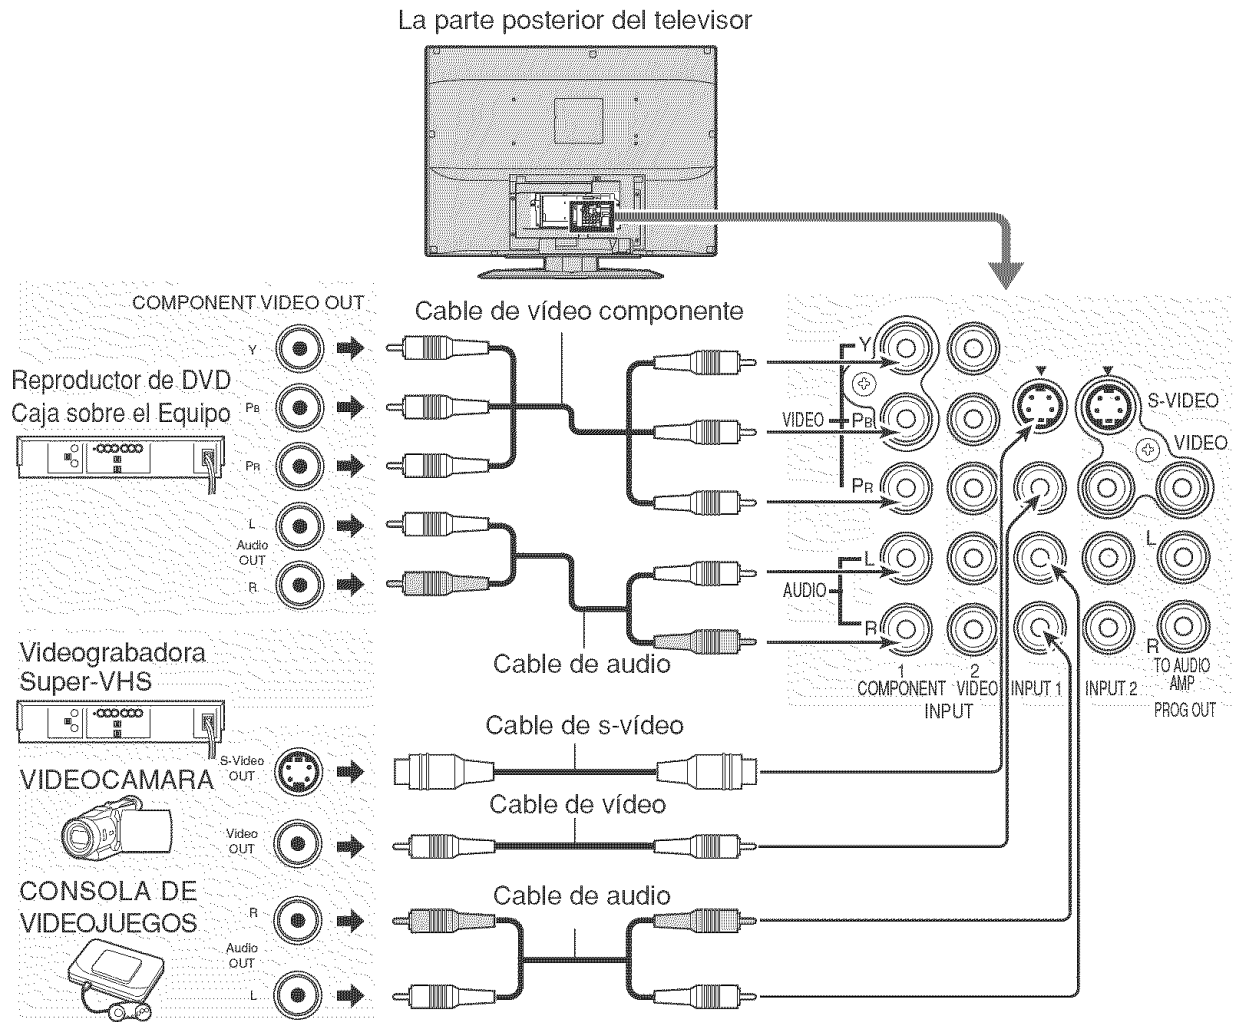 La parte posterior del televisor
COMPONENT VIDEO OUT
Y
Reproductor de DVD
Caja sobre el Equipo
PB
PR
L
Audio
OUT
R
Cable de vídeo componente
Cable de audio
Y
VIDEO
PB
PR
L
AUDIO
R
S-VIDEO
VIDEO
L
R
TO AUDIO
AMP
PROG OUT
1
2
COMPONENT VIDEO
INPUT
INPUT 1
INPUT 2
Videograbadora
Super-VHS
S-Video
OUT
VIDEOCAMARA
Video
OUT
CONSOLA DE
VIDEOJUEGOS
R
Audio
OUT
L
Cable de s-vídeo
Cable de vídeo
Cable de audio